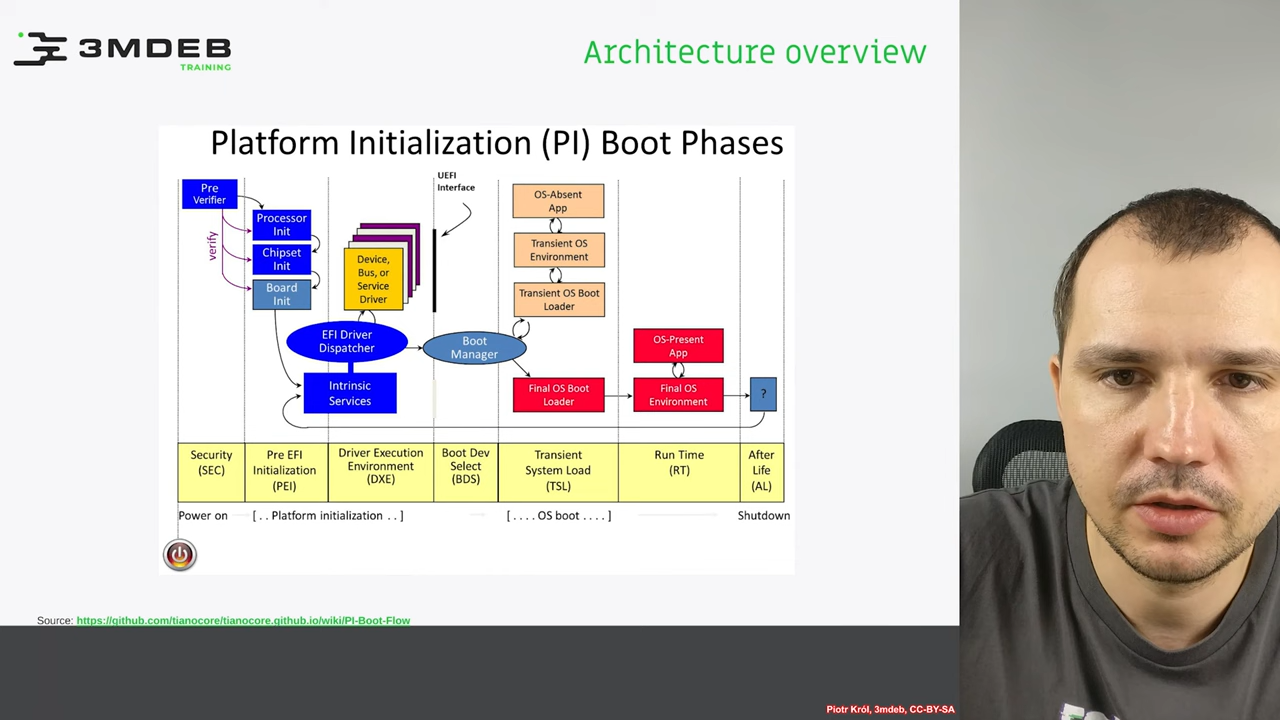 3MDEB
TRAINING
Architecture overview
Platform Initialization (PI) Boot Phases
UEFI
Interface
Pre
Verifier
verify
Processor
Init
Chipset
Init
Board
Init
Device,
Bus, or
Service
Driver
EFI Driver
Dispatcher
Intrinsic
Services
Boot
Manager
OS-Absent
App
Transient OS
Environment
Transient OS Boot
Loader
Final OS Boot
Loader
OS-Present
App
Final OS
Environment
?
Security
(SEC)
Pre EFI
Initialization
(PEI)
Driver Execution
Environment
(DXE)
Boot Dev
Select
(BDS)
Transient
System Load
(TSL)
Run Time
(RT)
After
Life
(AL)
Power on
[ . . Platform initialization . . ]
[ . . . . OS boot . . . . ]
Shutdown
Source: https://github.com/tianocore/tianocore.github.io/wiki/PI-Boot-Flow
Piotr Król, 3mdeb, CC-BY-SA